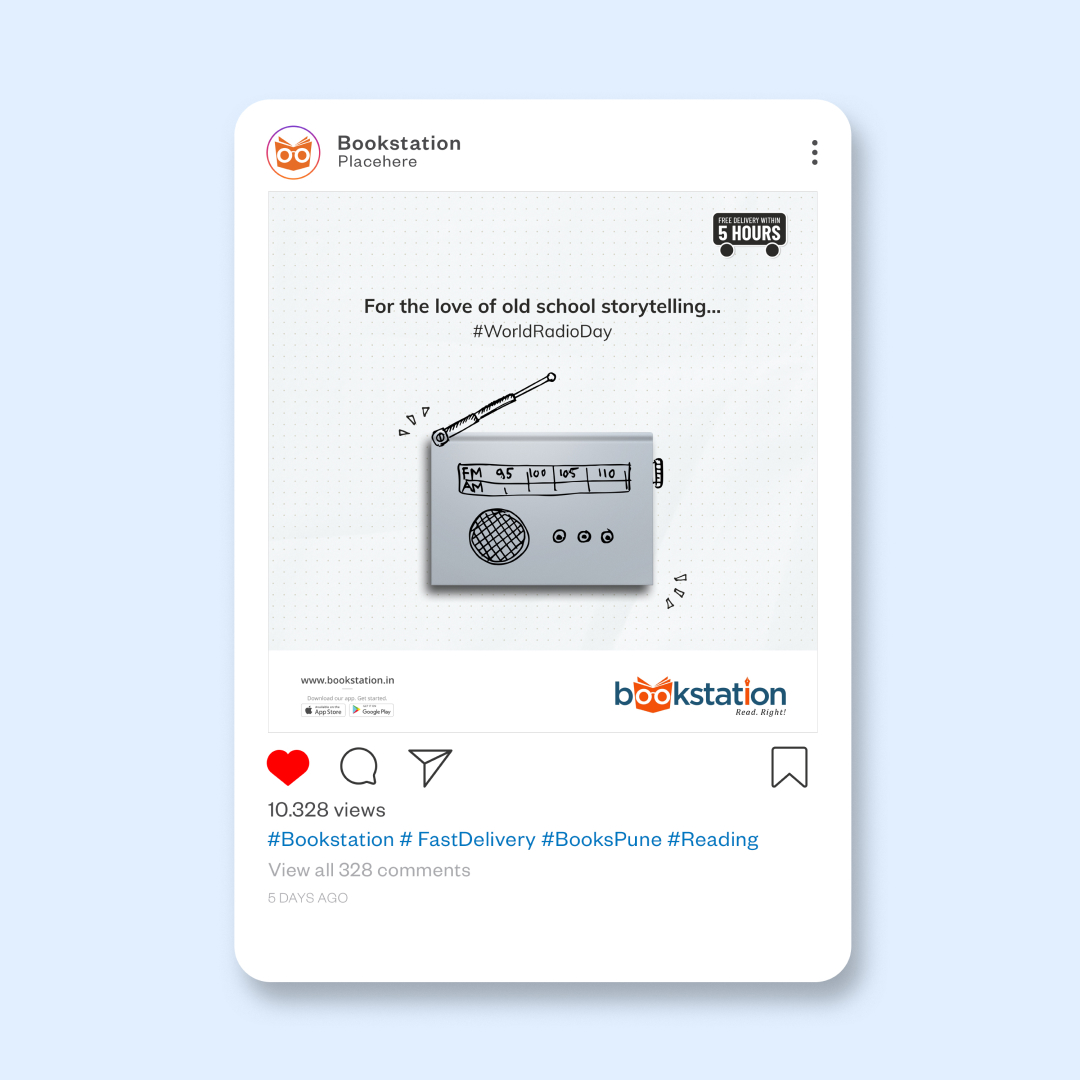 Bookstation
Placehere
FREE DELIVERY WITHIN
5 HOURS
For the love of old school storytelling...
#WorldRadioDay
FM 95 100 105 110
AM
www.bookstation.in
Download our app. Get started.
Available on the
App Store
GET IT ON
Google Play
bookstation
Read. Right!
10.328 views
#Bookstation # FastDelivery #BooksPune #Reading
View all 328 comments
5 DAYS AGO